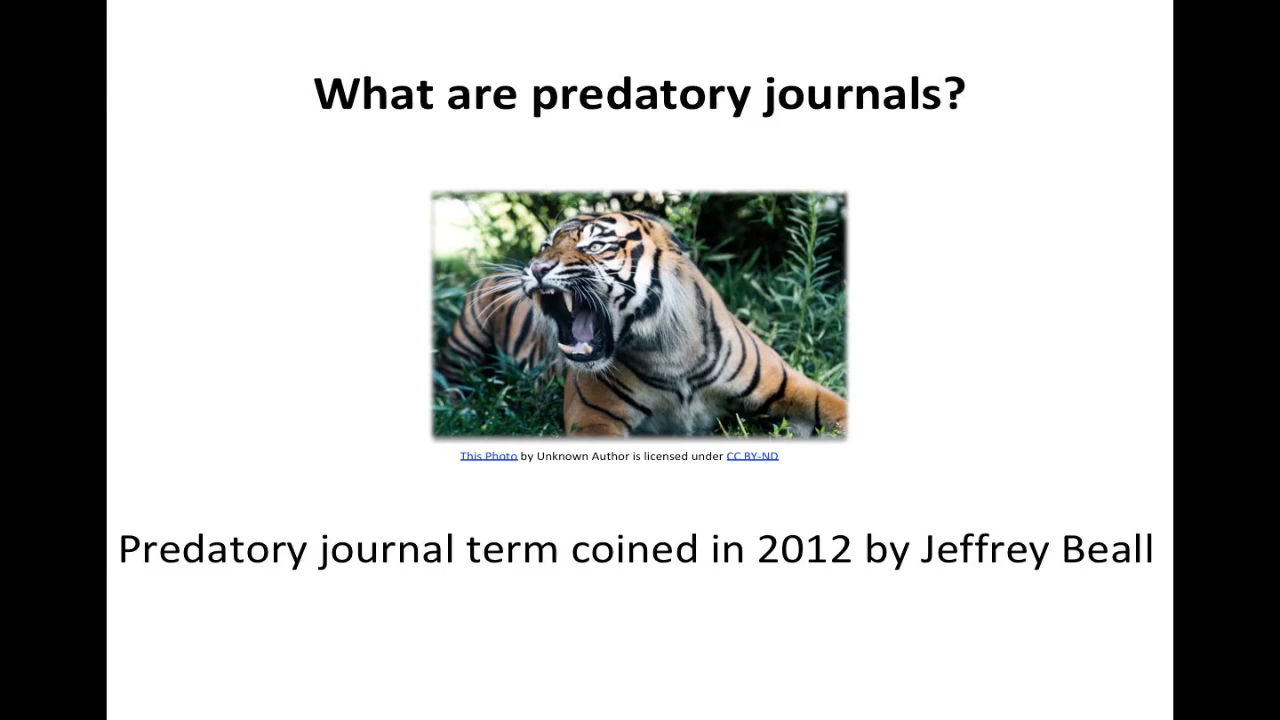 What are predatory journals?
This Photo by Unknown Author is licensed under CC BY-ND
Predatory journal term coined in 2012 by Jeffrey Beall